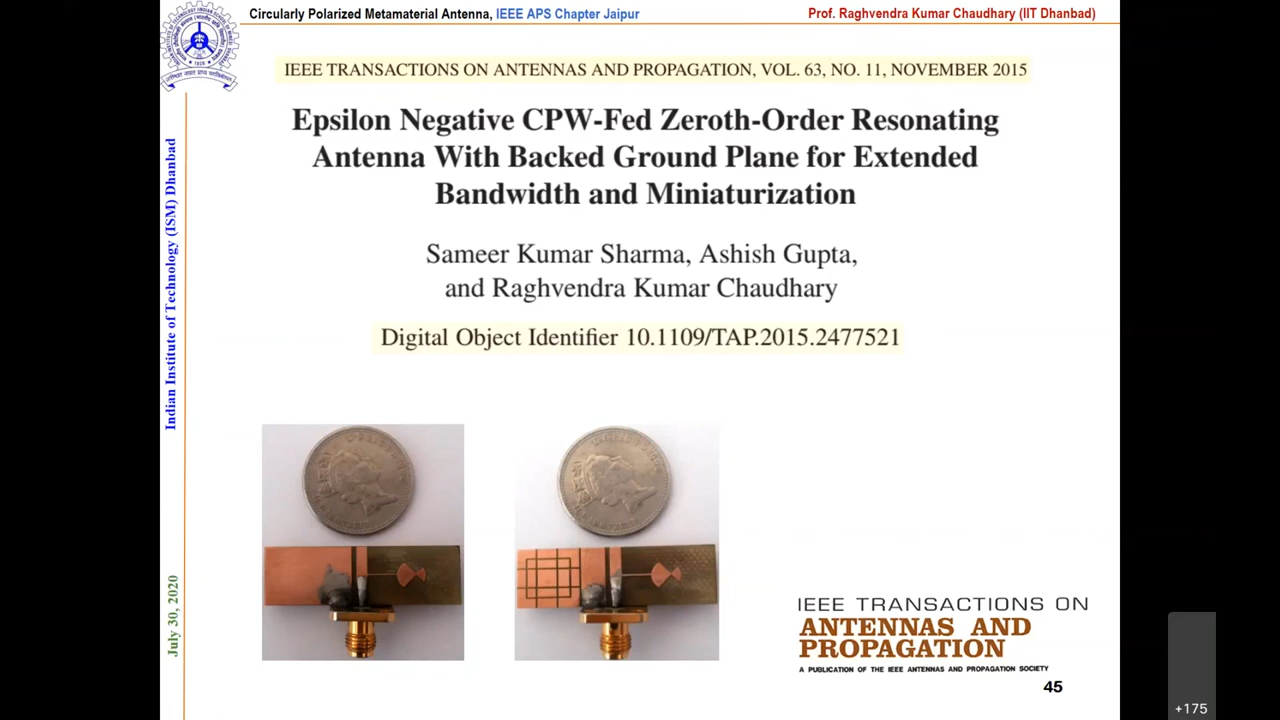 Circularly Polarized Metamaterial Antenna, IEEE APS Chapter Jaipur
Prof. Raghvendra Kumar Chaudhary (IIT Dhanbad)
IEEE TRANSACTIONS ON ANTENNAS AND PROPAGATION, VOL. 63, NO. 11, NOVEMBER 2015
Epsilon Negative CPW-Fed Zeroth-Order Resonating
Antenna With Backed Ground Plane for Extended
Bandwidth and Miniaturization
Sameer Kumar Sharma, Ashish Gupta,
and Raghvendra Kumar Chaudhary
Digital Object Identifier 10.1109/TAP.2015.2477521
Indian Institute of Technology (ISM) Dhanbad
July 30, 2020
IEEE TRANSACTIONS ON
ANTENNAS AND
PROPAGATION
A PUBLICATION OF THE IEEE ANTENNAS AND PROPAGATION SOCIETY
45
+175